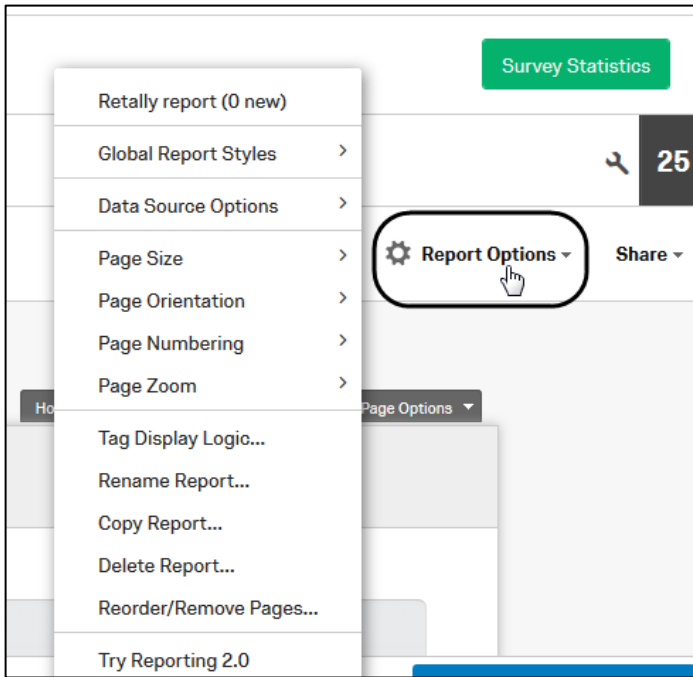 Survey Statistics
Retally report (0 new)
Global Report Styles
Data Source Options
25
Page Size
Report Options
Share
Page Orientation
Page Numbering
Page Zoom
Ho
Page Options
Tag Display Logic...
Rename Report...
Copy Report...
Delete Report...
Reorder/Remove Pages...
Try Reporting 2.0